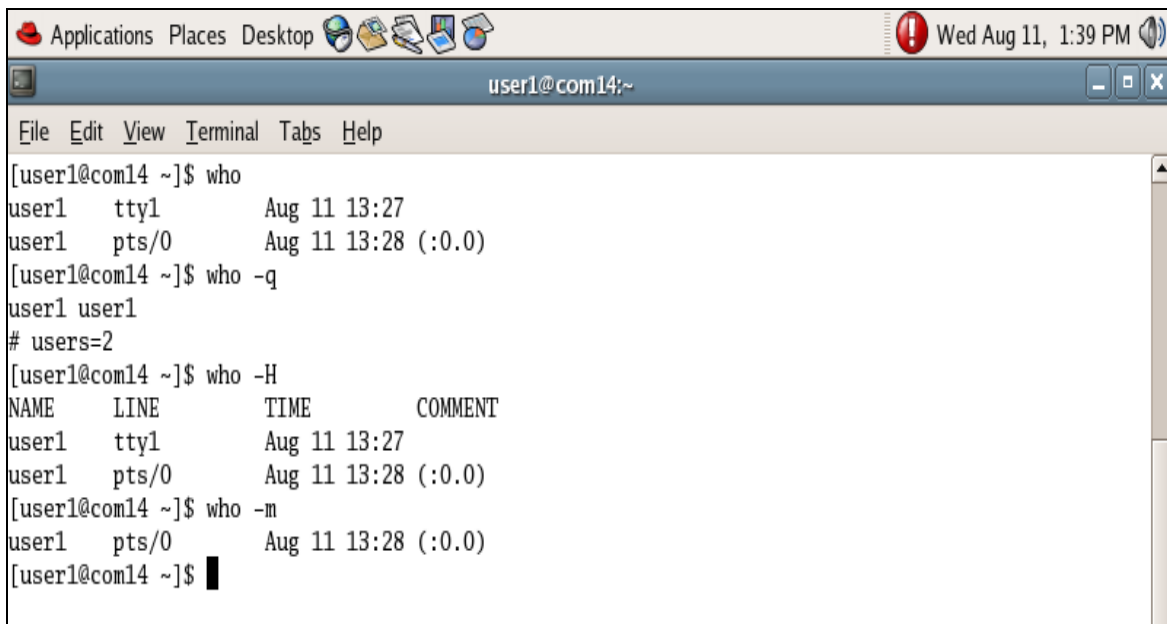 Applications Places Desktop Wed Aug 11, 1:39 PM
user1@com14:~
File Edit View Terminal Tabs Help
[user1@com14 ~]$ who
user1 tty1 Aug 11 13:27
user1 pts/0 Aug 11 13:28 (:0.0)
[user1@com14 ~]$ who -q
user1 user1
# users=2
[user1@com14 ~]$ who -H
NAME LINE TIME COMMENT
user1 tty1 Aug 11 13:27
user1 pts/0 Aug 11 13:28 (:0.0)
[user1@com14 ~]$ who -m
user1 pts/0 Aug 11 13:28 (:0.0)
[user1@com14 ~]$